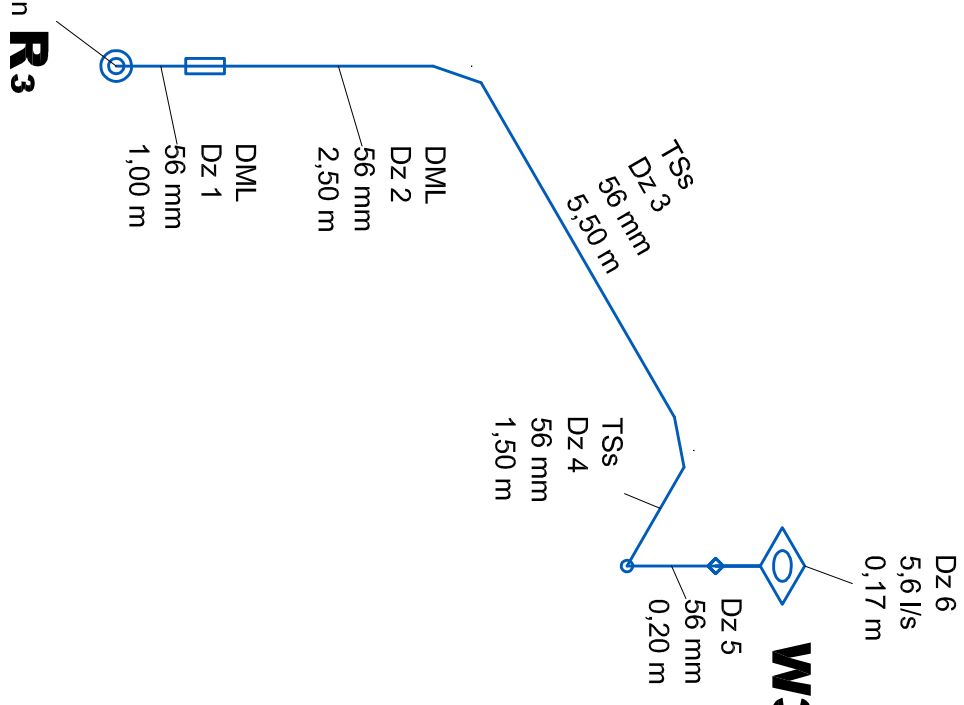 R3
DML
Dz 1
56 mm
1,00 m
DML
Dz 2
56 mm
2,50 m
TSs
Dz 3
56 mm
5,50 m
TSs
Dz 4
56 mm
1,50 m
Dz 5
56 mm
0,20 m
Dz 6
5,6 l/s
0,17 m